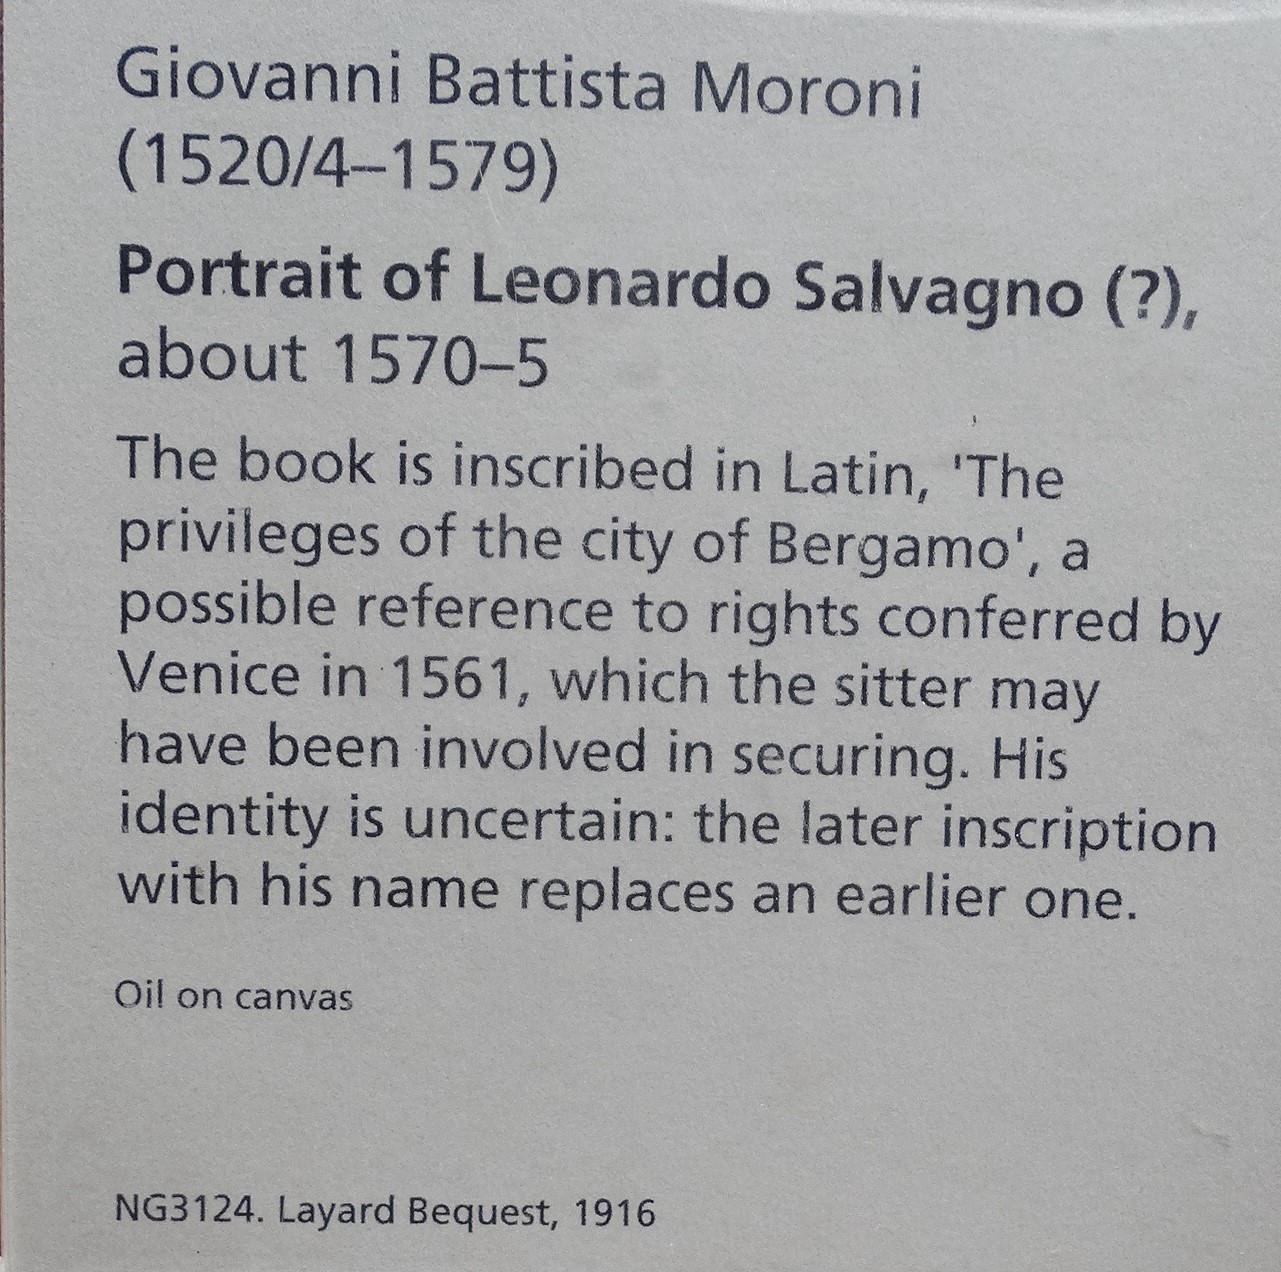 Giovanni Battista Moroni
(1520/4–1579)
Portrait of Leonardo Salvagno (?),
about 1570–5
The book is inscribed in Latin, 'The
privileges of the city of Bergamo', a
possible reference to rights conferred by
Venice in 1561, which the sitter may
have been involved in securing. His
identity is uncertain: the later inscription
with his name replaces an earlier one.
Oil on canvas
NG3124. Layard Bequest, 1916